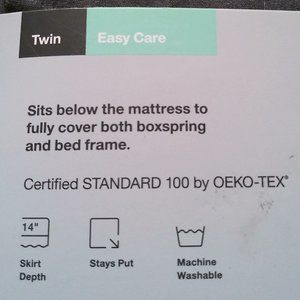 Twin Easy Care
Sits below the mattress to
fully cover both boxspring
and bed frame.
Certified STANDARD 100 by OEKO-TEX®
14"
Skirt Stays Put Machine
Depth Washable